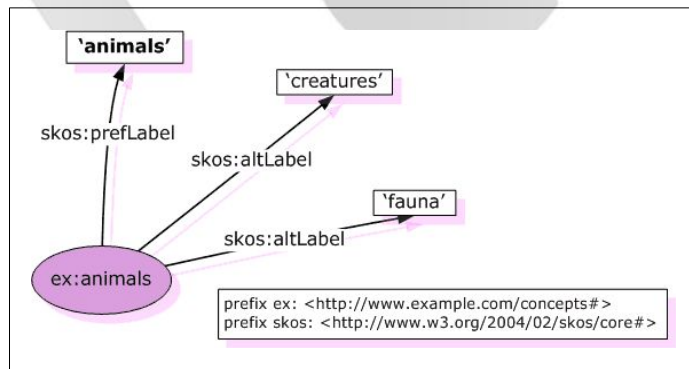 ‘animals’
‘creatures’
skos:prefLabel
skos:altLabel
‘fauna’
skos:altLabel
ex:animals
prefix ex: <http://www.example.com/concepts#>
prefix skos: <http://www.w3.org/2004/02/skos/core#>